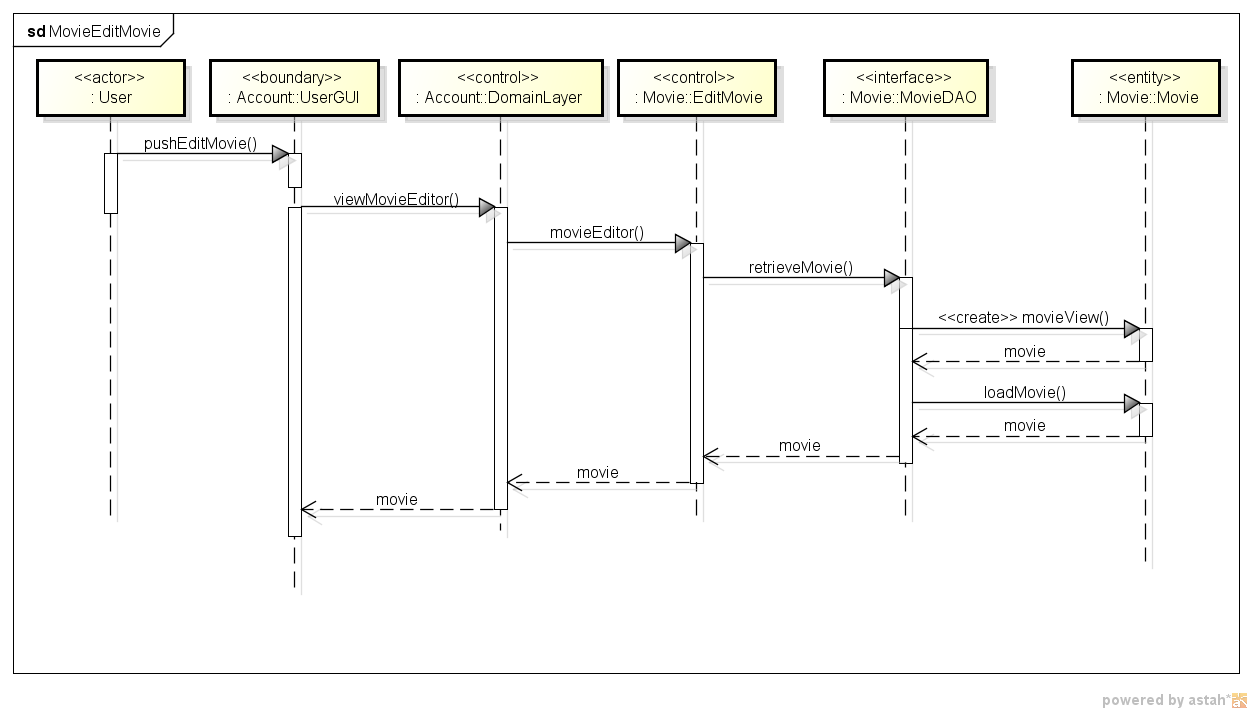 sd MovieEditMovie
<<actor>>
: User
<<boundary>>
: Account::UserGUI
<<control>>
: Account::DomainLayer
<<control>>
: Movie::EditMovie
<<interface>>
: Movie::MovieDAO
<<entity>>
: Movie::Movie
pushEditMovie()
viewMovieEditor()
movieEditor()
retrieveMovie()
<<create>> movieView()
movie
loadMovie()
movie
movie
movie
movie
powered by astah*